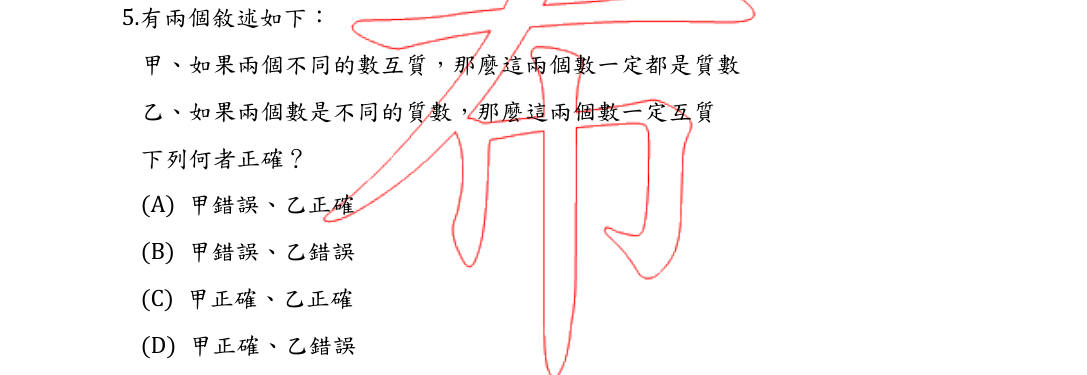 5.有兩個敘述如下：
甲、如果兩個不同的數互質，那麼這兩個數一定都是質數
乙、如果兩個數是不同的質數，那麼這兩個數一定互質
下列何者正確？
(A) 甲錯誤、乙正確
(B) 甲錯誤、乙錯誤
(C) 甲正確、乙正確
(D) 甲正確、乙錯誤
布